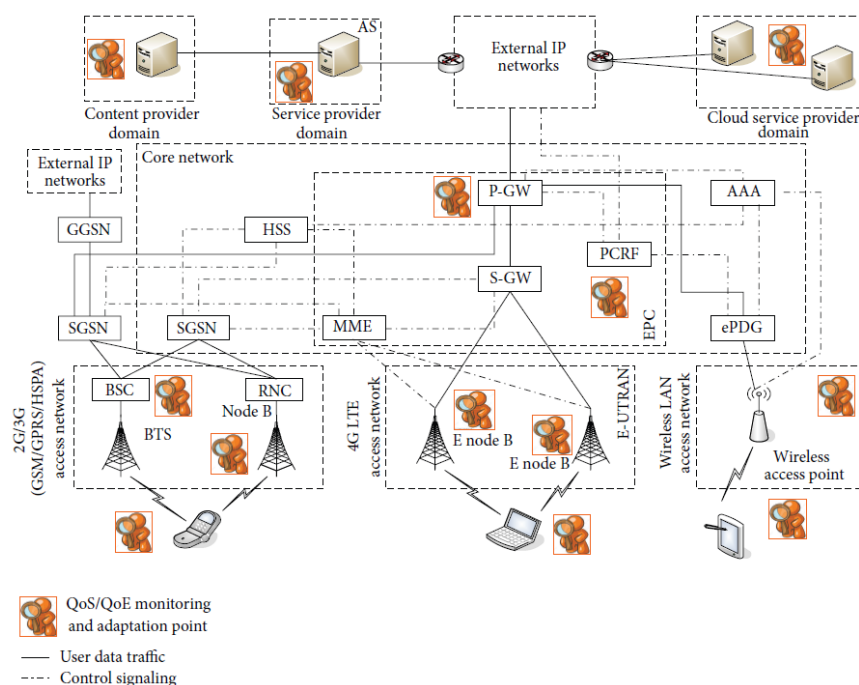 AS
External IP
networks
Content provider
domain
Service provider
domain
Cloud service provider
domain
External IP
networks
Core network
P-GW
AAA
GGSN
HSS
PCRF
S-GW
EPC
SGSN
SGSN
MME
ePDG
2G/3G
(GSM/GPRS/HSPA)
access network
BSC
RNC
Node B
BTS
4G LTE
access network
E node B
E node B
E-UTRAN
Wireless LAN
access network
Wireless
access point
QoS/QoE monitoring
and adaptation point
User data traffic
Control signaling